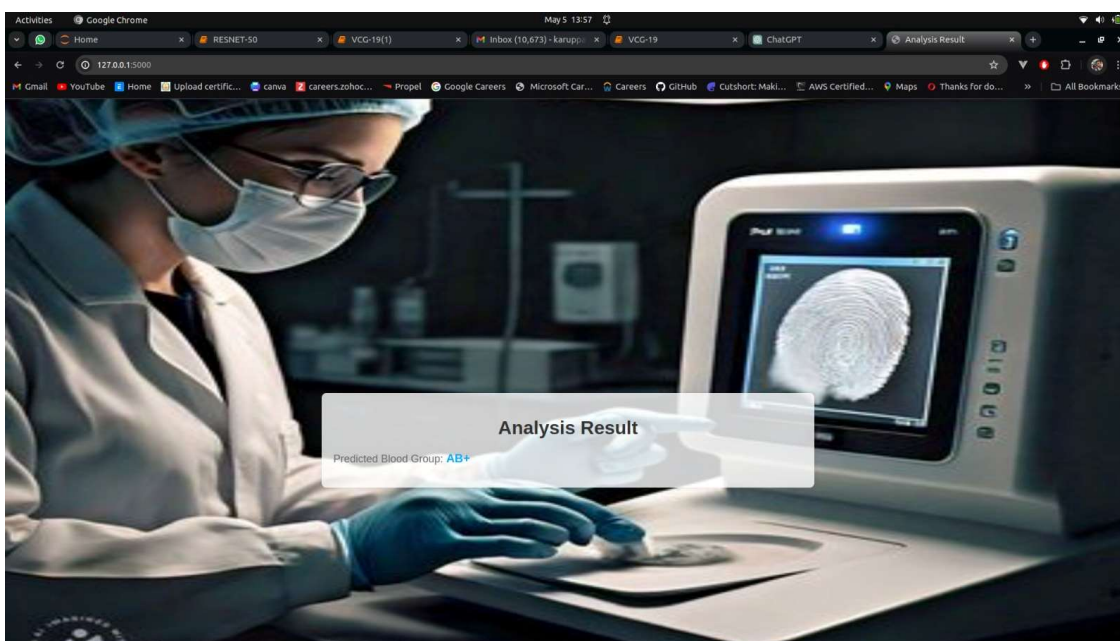 Activities Google Chrome May 5 13:57
Home RESNET-50 VCG-19(1) Inbox (10,673) - karuppa VCG-19 ChatGPT Analysis Result
127.0.0.1:5000
Gmail YouTube Home Upload certific... canva careers.zohoc... Propel Google Careers Microsoft Car... Careers GitHub Cutshort: Maki... AWS Certified... Maps Thanks for do... » All Bookmarks
Analysis Result
Predicted Blood Group: AB+